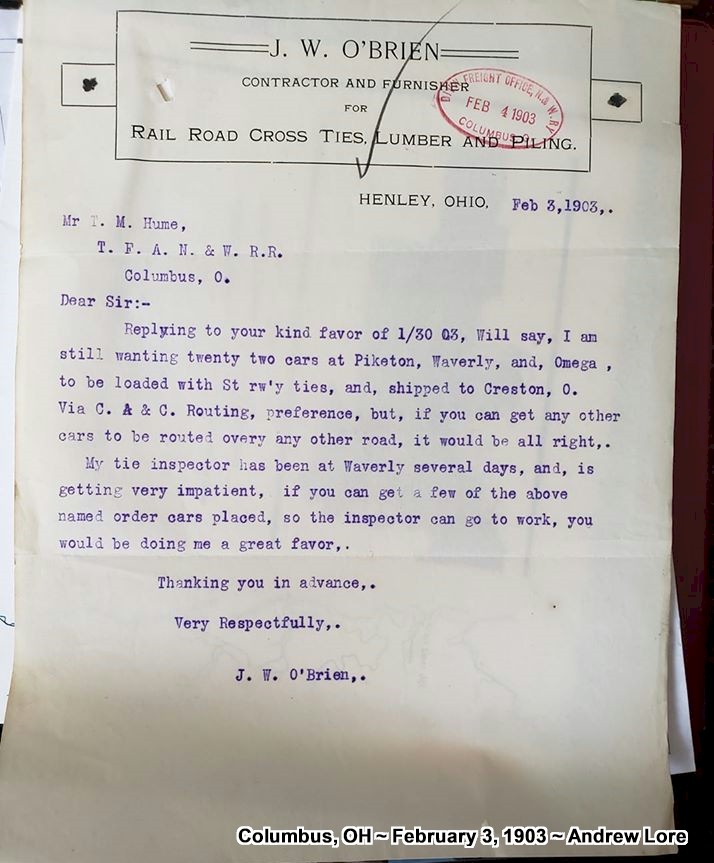 J. W. O'BRIEN
CONTRACTOR AND FURNISHER
FOR
RAIL ROAD CROSS TIES, LUMBER AND PILING.
DIV. FREIGHT OFFICE, N. & W. RY
FEB 4 1903
COLUMBUS, O.
HENLEY, OHIO, Feb 3,1903,.
Mr T. M. Hume,
T. F. A. N. & W. R.R.
Columbus, O.
Dear Sir:-
Replying to your kind favor of 1/30 03, Will say, I am
still wanting twenty two cars at Piketon, Waverly, and, Omega ,
to be loaded with St rw'y ties, and, shipped to Creston, O.
Via C. A & C. Routing, preference, but, if you can get any other
cars to be routed overy any other road, it would be all right,.
My tie inspector has been at Waverly several days, and, is
getting very impatient, if you can get a few of the above
named order cars placed, so the inspector can go to work, you
would be doing me a great favor,.
Thanking you in advance,.
Very Respectfully,.
J. W. O'Brien,.
Columbus, OH ~ February 3, 1903 ~ Andrew Lore